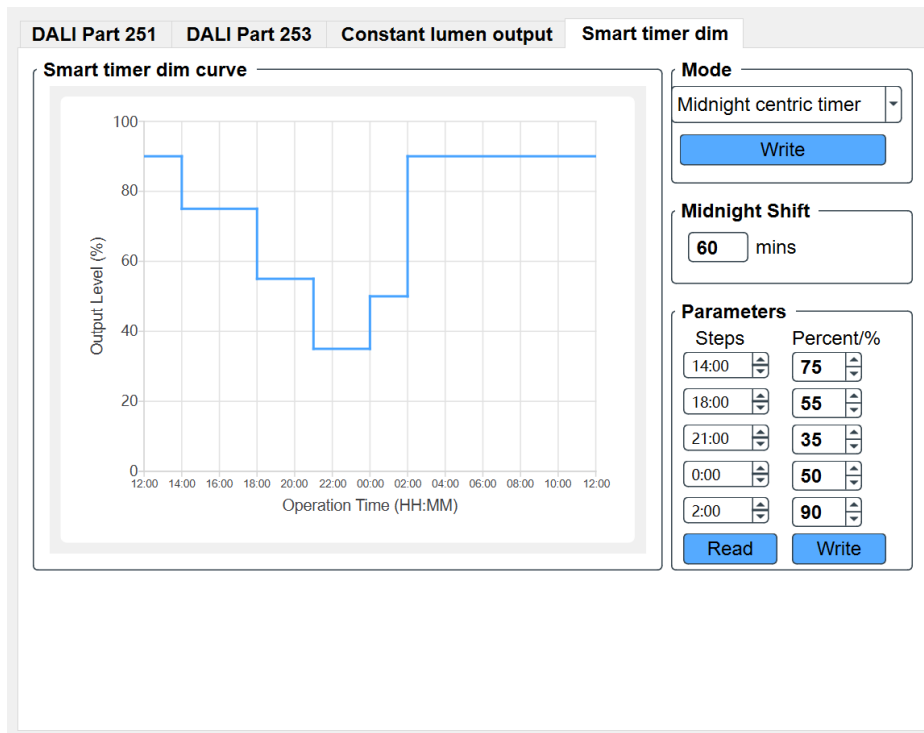 DALI Part 251 DALI Part 253 Constant lumen output Smart timer dim
Smart timer dim curve
100
80
60
40
20
0
Output Level (%)
12:00 14:00 16:00 18:00 20:00 22:00 00:00 02:00 04:00 06:00 08:00 10:00 12:00
Operation Time (HH:MM)
Mode
Midnight centric timer
Write
Midnight Shift
60 mins
Parameters
Steps Percent/%
14:00 75
18:00 55
21:00 35
0:00 50
2:00 90
Read Write